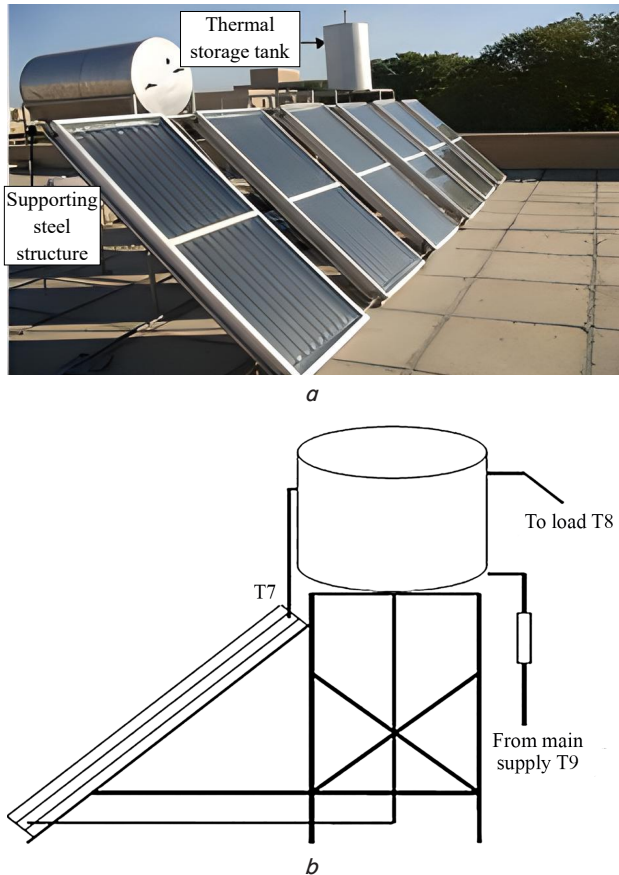 Thermal
storage tank
Supporting
steel
structure
a
To load T8
T7
From main
supply T9
b